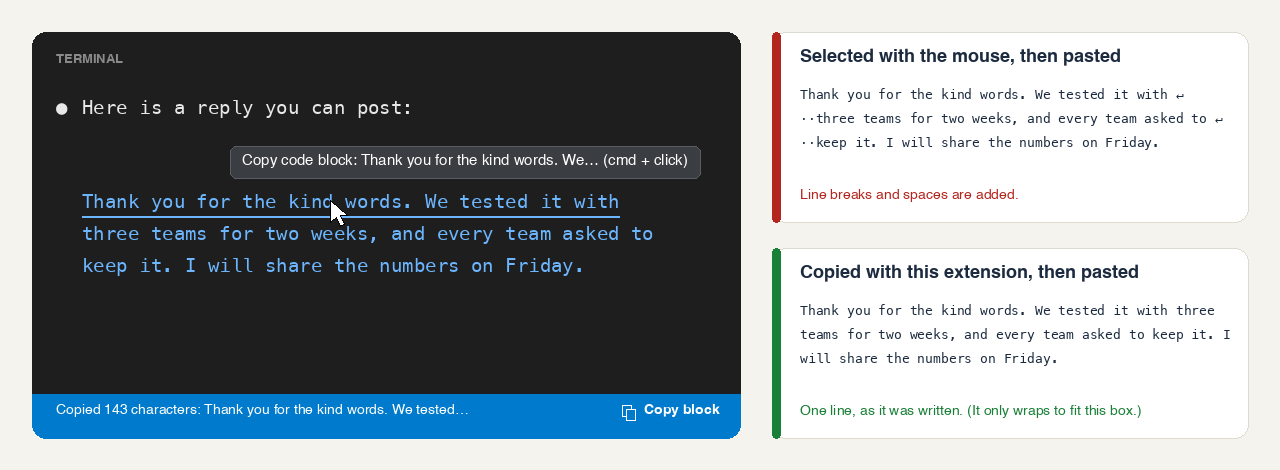 TERMINAL
● Here is a reply you can post:
Copy code block: Thank you for the kind words. We… (cmd + click)
Thank you for the kind words. We tested it with
three teams for two weeks, and every team asked to
keep it. I will share the numbers on Friday.
Copied 143 characters: Thank you for the kind words. We tested…
Copy block
Selected with the mouse, then pasted
Thank you for the kind words. We tested it with ↵
··three teams for two weeks, and every team asked to ↵
··keep it. I will share the numbers on Friday.
Line breaks and spaces are added.
Copied with this extension, then pasted
Thank you for the kind words. We tested it with three
teams for two weeks, and every team asked to keep it. I
will share the numbers on Friday.
One line, as it was written. (It only wraps to fit this box.)